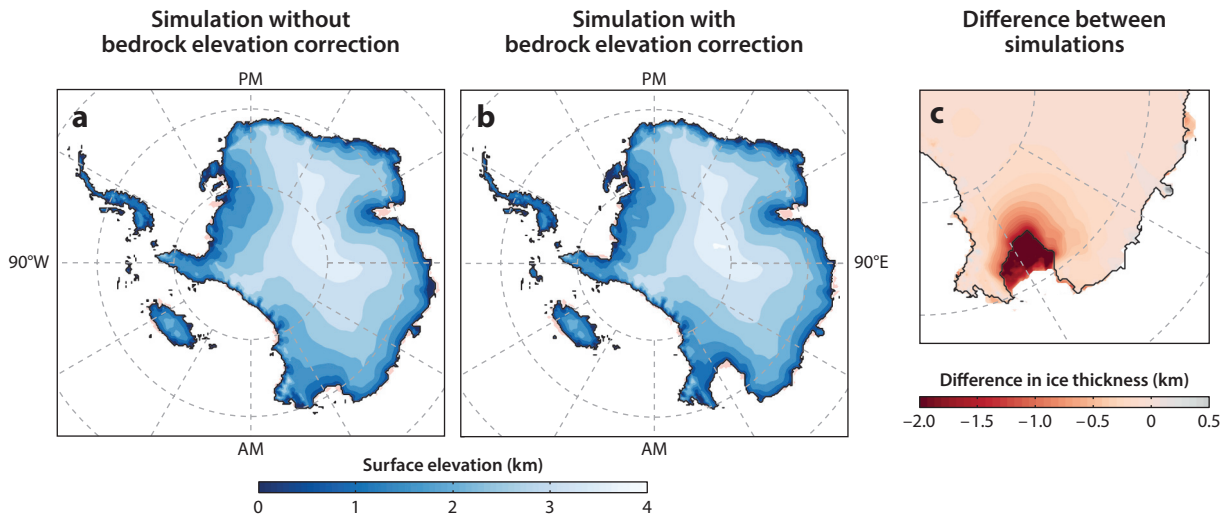 Simulation without
bedrock elevation correction
Simulation with
bedrock elevation correction
Difference between
simulations
PM
PM
a
b
c
90°W
90°E
AM
AM
Surface elevation (km)
0 1 2 3 4
Difference in ice thickness (km)
−2.0 −1.5 −1.0 −0.5 0 0.5